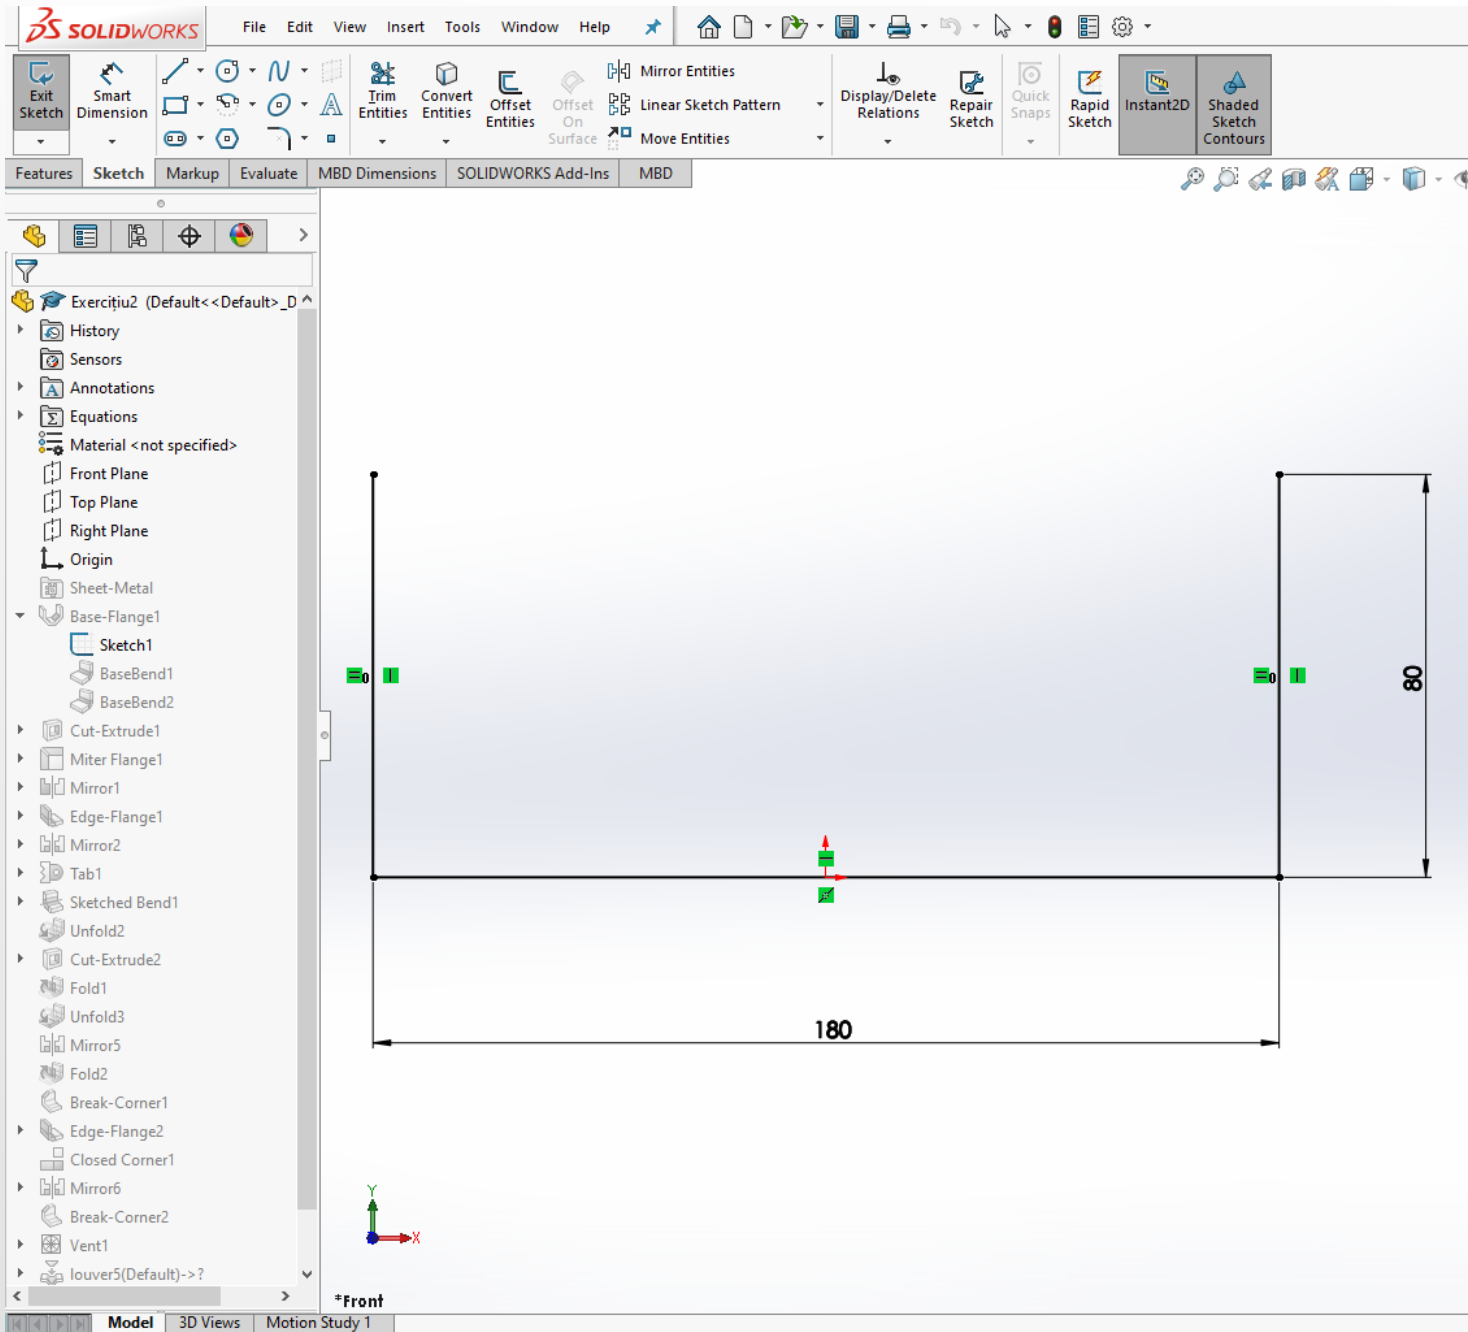 SOLIDWORKS File Edit View Insert Tools Window Help
Exit Sketch
Smart Dimension
Trim Entities
Convert Entities
Offset Entities
Offset On Surface
Mirror Entities
Linear Sketch Pattern
Move Entities
Display/Delete Relations
Repair Sketch
Quick Snaps
Rapid Sketch
Instant2D
Shaded Sketch Contours
Features Sketch Markup Evaluate MBD Dimensions SOLIDWORKS Add-Ins MBD
Exercițiu2 (Default<<Default>_D
History
Sensors
Annotations
Equations
Material <not specified>
Front Plane
Top Plane
Right Plane
Origin
Sheet-Metal
Base-Flange1
Sketch1
BaseBend1
BaseBend2
Cut-Extrude1
Miter Flange1
Mirror1
Edge-Flange1
Mirror2
Tab1
Sketched Bend1
Unfold2
Cut-Extrude2
Fold1
Unfold3
Mirror5
Fold2
Break-Corner1
Edge-Flange2
Closed Corner1
Mirror6
Break-Corner2
Vent1
louver5(Default)->?
0
0
80
180
Y
X
*Front
Model 3D Views Motion Study 1